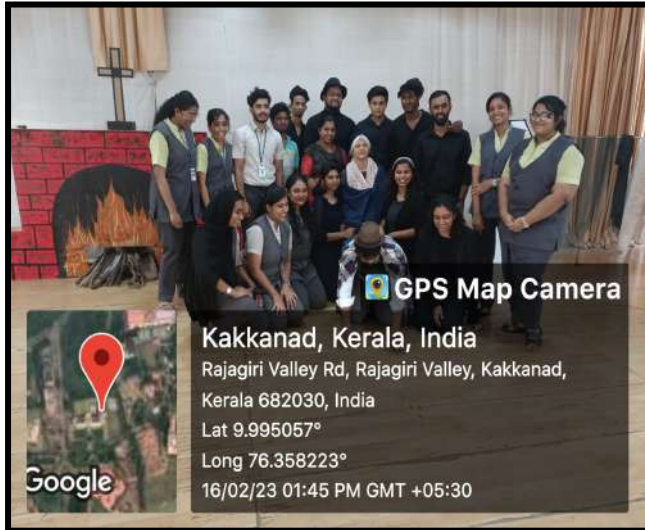 GPS Map Camera
Kakkanad, Kerala, India
Rajagiri Valley Rd, Rajagiri Valley, Kakkanad,
Kerala 682030, India
Lat 9.995057°
Long 76.358223°
16/02/23 01:45 PM GMT +05:30
Google